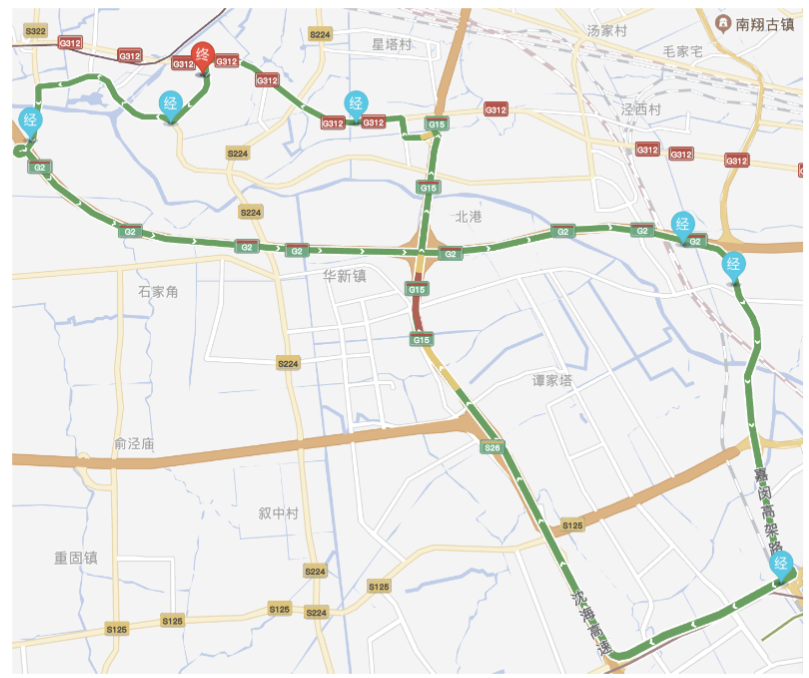 汤家村
南翔古镇
S322
G312
G312
G312
终
G312
S224
星塔村
毛家宅
G312
经
经
经
G312
G312
G312
G15
泾西村
S224
G312
G312
G312
G2
G15
S224
北港
经
G2
G2
G2
G2
G2
G2
G2
经
华新镇
石家角
G15
G15
S224
谭家塔
俞泾庙
S26
嘉闵高架路
叙中村
S125
重固镇
经
S224
S125
沈海高速
S125
S125
S125
S224